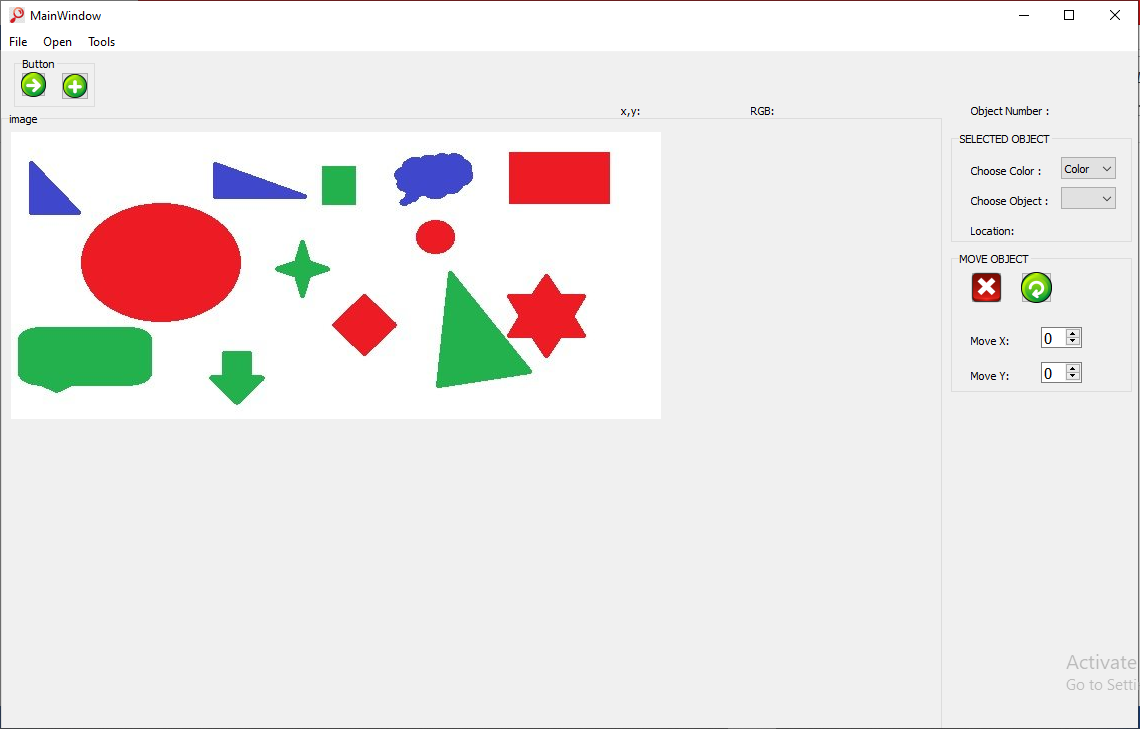 MainWindow
File Open Tools
Button
x,y: RGB: Object Number :
image
SELECTED OBJECT
Choose Color : Color
Choose Object :
Location:
MOVE OBJECT
Move X: 0
Move Y: 0
Activate
Go to Setti